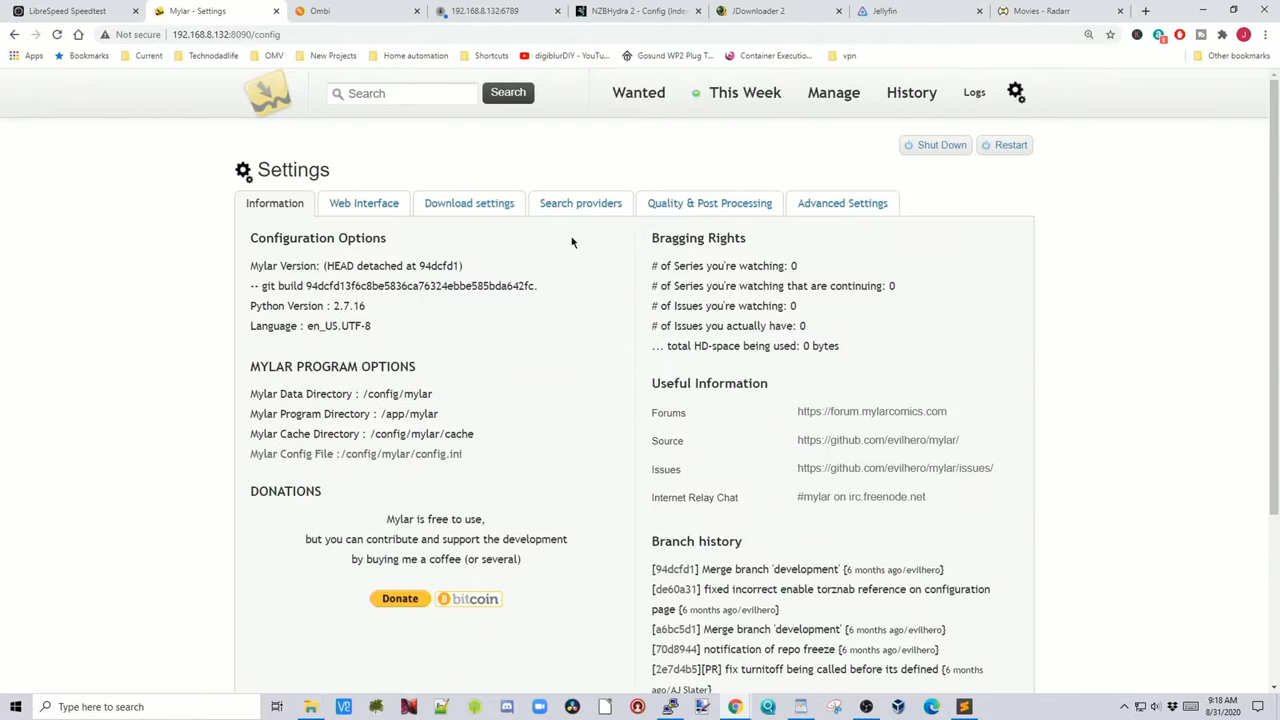 LibreSpeed Speedtest
Mylar - Settings
Ombi
192.168.8.132:6789
NZBHydra 2 - Config (Inde
JDownloader 2
Jellyfin
Movies - Radarr
Not secure
192.168.8.132:8090/config
Apps
Bookmarks
Current
Technodadlife
OMV
New Projects
Home automation
Shortcuts
digiblurDIY - YouTu...
Gosund WP2 Plug T...
Container Executio...
vpn
Other bookmarks
Search
Search
Wanted
This Week
Manage
History
Logs
Shut Down
Restart
Settings
Information
Web Interface
Download settings
Search providers
Quality & Post Processing
Advanced Settings
Configuration Options
Mylar Version: (HEAD detached at 94dcfd1)
-- git build 94dcfd13f6c8be5836ca76324ebbe585bda642fc.
Python Version : 2.7.16
Language : en_US.UTF-8
MYLAR PROGRAM OPTIONS
Mylar Data Directory : /config/mylar
Mylar Program Directory : /app/mylar
Mylar Cache Directory : /config/mylar/cache
Mylar Config File :/config/mylar/config.ini
DONATIONS
Mylar is free to use,
but you can contribute and support the development
by buying me a coffee (or several)
Donate
bitcoin
Bragging Rights
# of Series you're watching: 0
# of Series you're watching that are continuing: 0
# of Issues you're watching: 0
# of Issues you actually have: 0
... total HD-space being used: 0 bytes
Useful Information
Forums
https://forum.mylarcomics.com
Source
https://github.com/evilhero/mylar/
Issues
https://github.com/evilhero/mylar/issues/
Internet Relay Chat
#mylar on irc.freenode.net
Branch history
[94dcfd1] Merge branch 'development' {6 months ago/evilhero}
[de60a31] fixed incorrect enable torznab reference on configuration
page {6 months ago/evilhero}
[a6bc5d1] Merge branch 'development' {6 months ago/evilhero}
[70d8944] notification of repo freeze {6 months ago/evilhero}
[2e7d4b5][PR] fix turnitoff being called before its defined {6 months
ago/AJ Slater}
Type here to search
9:18 AM
8/31/2020